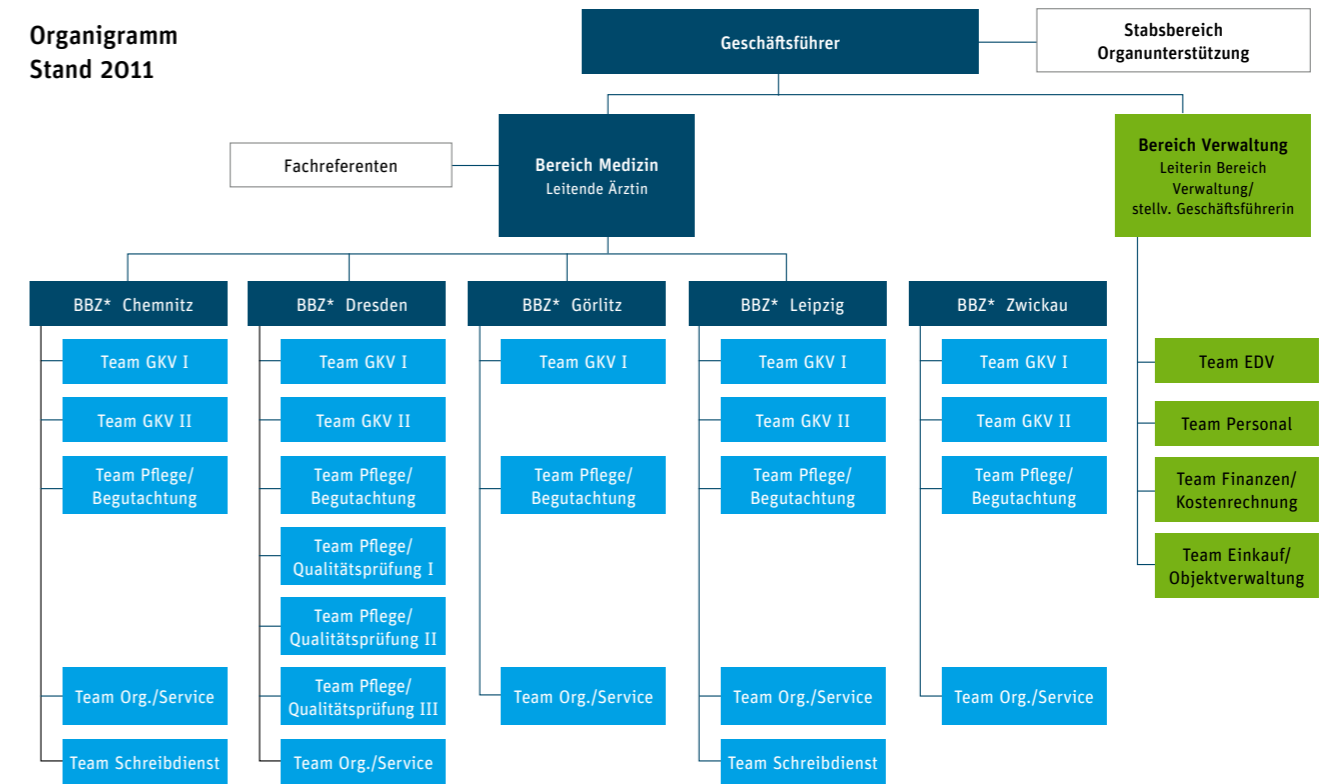 Organigramm
Stand 2011
Geschäftsführer
Stabsbereich
Organunterstützung
Fachreferenten
Bereich Medizin
Leitende Ärztin
Bereich Verwaltung
Leiterin Bereich
Verwaltung/
stellv. Geschäftsführerin
BBZ* Chemnitz
BBZ* Dresden
BBZ* Görlitz
BBZ* Leipzig
BBZ* Zwickau
Team GKV I
Team GKV I
Team GKV I
Team GKV I
Team GKV I
Team EDV
Team GKV II
Team GKV II
Team GKV II
Team GKV II
Team Personal
Team Pflege/
Begutachtung
Team Pflege/
Begutachtung
Team Pflege/
Begutachtung
Team Pflege/
Begutachtung
Team Pflege/
Begutachtung
Team Finanzen/
Kostenrechnung
Team Pflege/
Qualitätsprüfung I
Team Einkauf/
Objektverwaltung
Team Pflege/
Qualitätsprüfung II
Team Org./Service
Team Pflege/
Qualitätsprüfung III
Team Org./Service
Team Org./Service
Team Org./Service
Team Schreibdienst
Team Org./Service
Team Schreibdienst